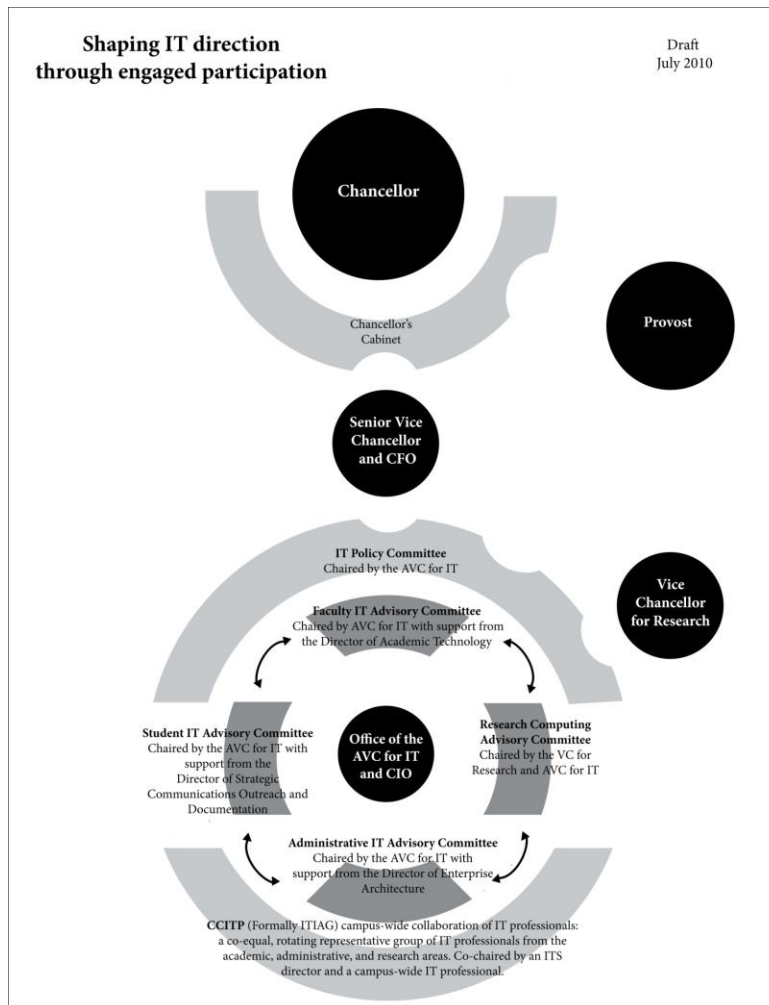 Shaping IT direction
through engaged participation
Draft
July 2010
Chancellor
Chancellor's
Cabinet
Provost
Senior Vice
Chancellor
and CFO
IT Policy Committee
Chaired by the AVC for IT
Vice
Chancellor
for Research
Faculty IT Advisory Committee
Chaired by AVC for IT with support from
the Director of Academic Technology
Student IT Advisory Committee
Chaired by the AVC for IT with
support from the
Director of Strategic
Communications Outreach and
Documentation
Office of the
AVC for IT
and CIO
Research Computing
Advisory Committee
Chaired by the VC for
Research and AVC for IT
Administrative IT Advisory Committee
Chaired by the AVC for IT with
support from the Director of Enterprise
Architecture
CCITP (Formally ITIAG) campus-wide collaboration of IT professionals:
a co-equal, rotating representative group of IT professionals from the
academic, administrative, and research areas. Co-chaired by an ITS
director and a campus-wide IT professional.